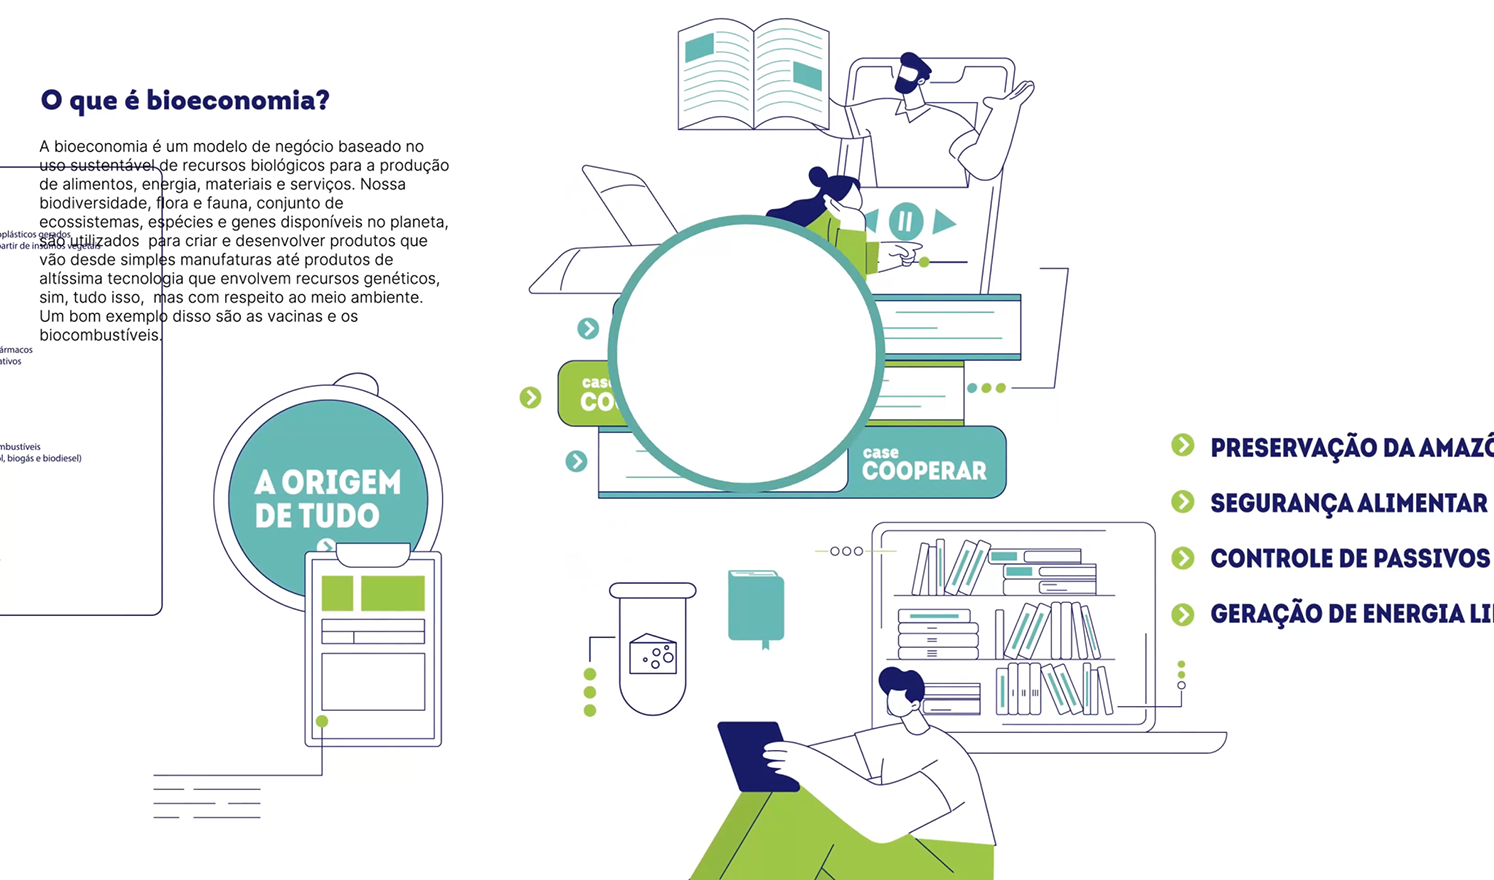 O que é bioeconomia?
A bioeconomia é um modelo de negócio baseado no
uso sustentável de recursos biológicos para a produção
de alimentos, energia, materiais e serviços. Nossa
biodiversidade, flora e fauna, conjunto de
ecossistemas, espécies e genes disponíveis no planeta,
são utilizados para criar e desenvolver produtos que
vão desde simples manufaturas até produtos de
altíssima tecnologia que envolvem recursos genéticos,
sim, tudo isso, mas com respeito ao meio ambiente.
Um bom exemplo disso são as vacinas e os
biocombustíveis.
oplásticos gerados
partir de insumos vegetais
ármacos
ativos
mbustíveis
l, biogás e biodiesel)
A ORIGEM
DE TUDO
case
CO
case
COOPERAR
PRESERVAÇÃO DA AMAZÔ
SEGURANÇA ALIMENTAR
CONTROLE DE PASSIVOS
GERAÇÃO DE ENERGIA LI